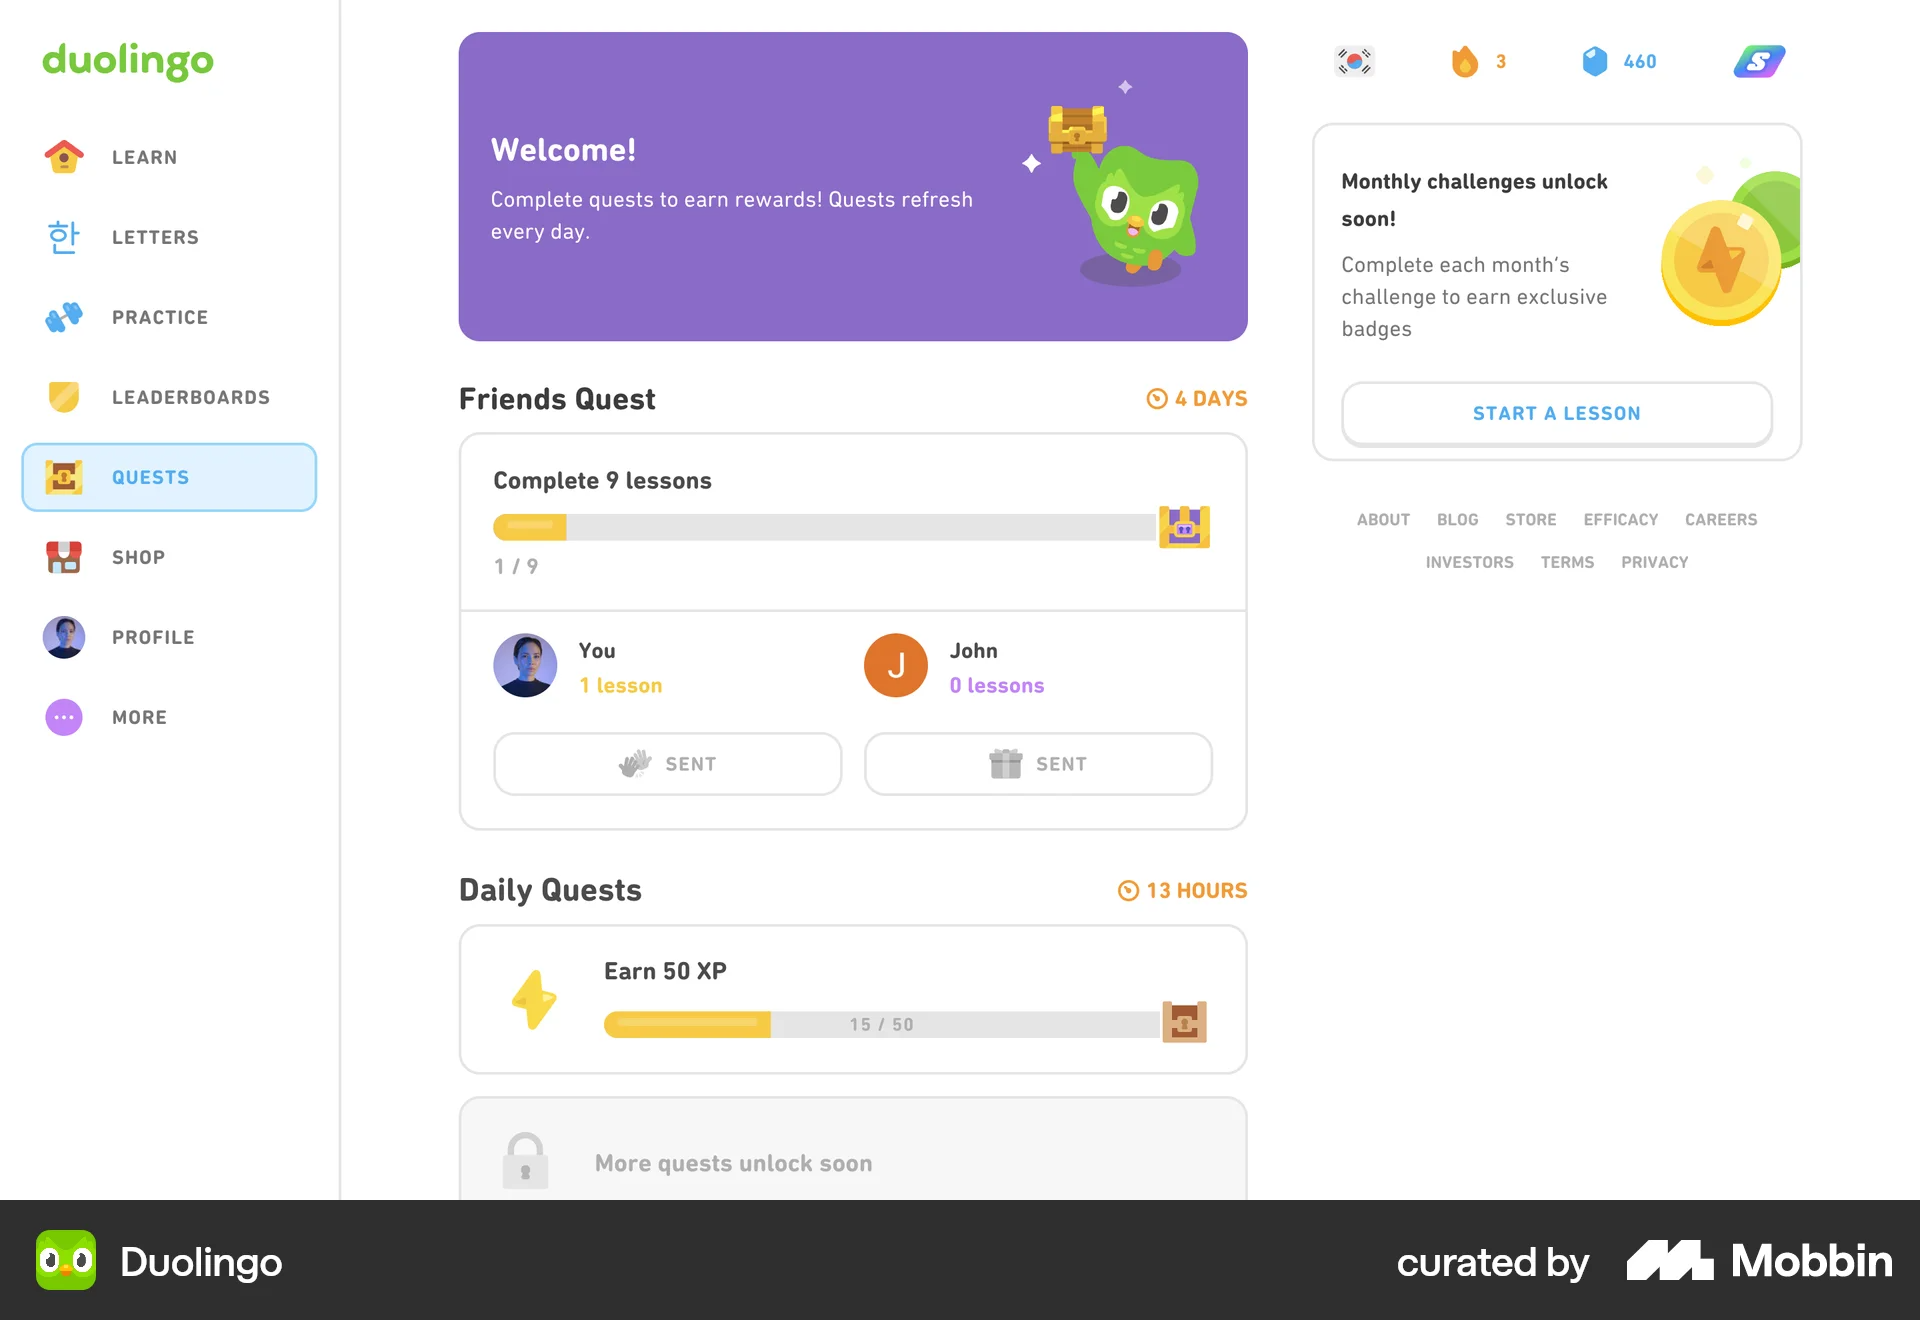 duolingo
LEARN
한
LETTERS
PRACTICE
LEADERBOARDS
QUESTS
SHOP
PROFILE
MORE
Welcome!
Complete quests to earn rewards! Quests refresh
every day.
Friends Quest
4 DAYS
Complete 9 lessons
1 / 9
You
1 lesson
J
John
0 lessons
SENT
SENT
Daily Quests
13 HOURS
Earn 50 XP
15 / 50
More quests unlock soon
3
460
S
Monthly challenges unlock
soon!
Complete each month's
challenge to earn exclusive
badges
START A LESSON
ABOUT BLOG STORE EFFICACY CAREERS
INVESTORS TERMS PRIVACY
Duolingo
curated by Mobbin